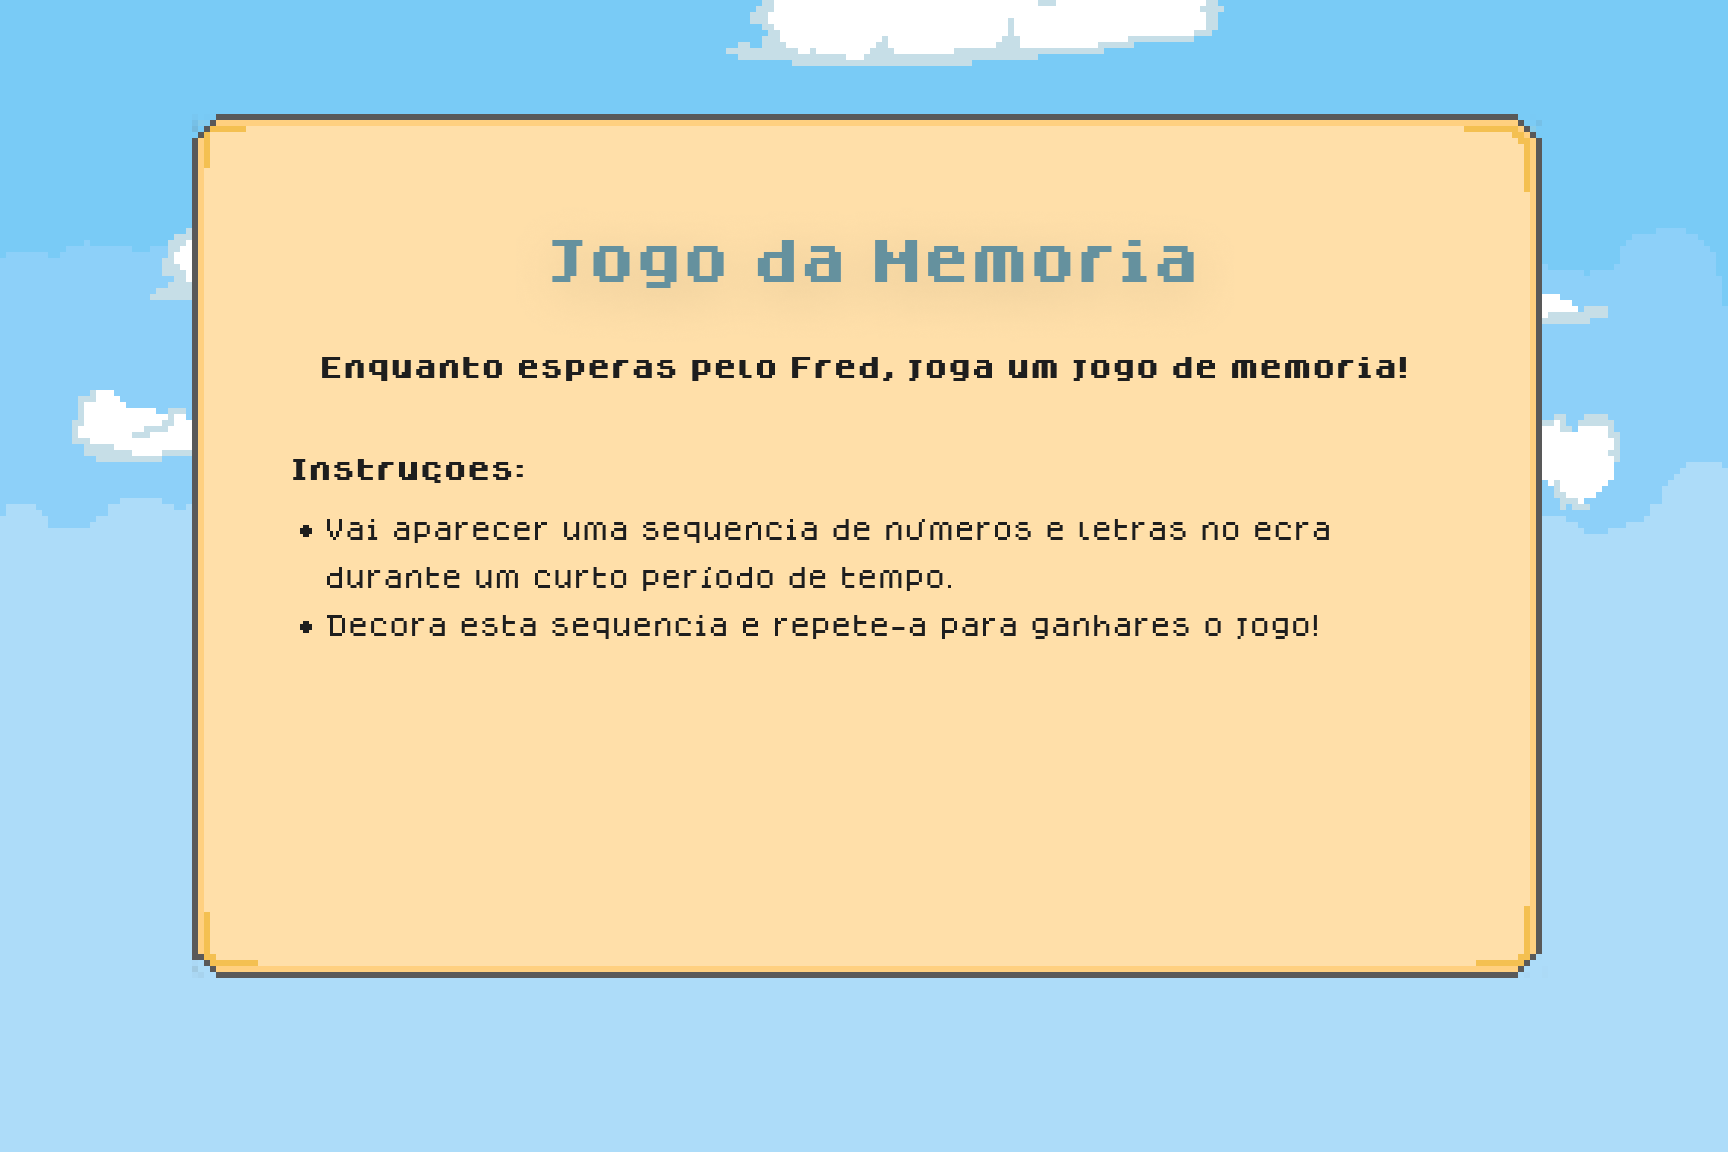 Jogo da Memoria
Enquanto esperas pelo Fred, joga um jogo de memoria!
Instruçoes:
• Vai aparecer uma sequencia de números e letras no ecra
durante um curto período de tempo.
• Decora esta sequencia e repete-a para ganhares o jogo!